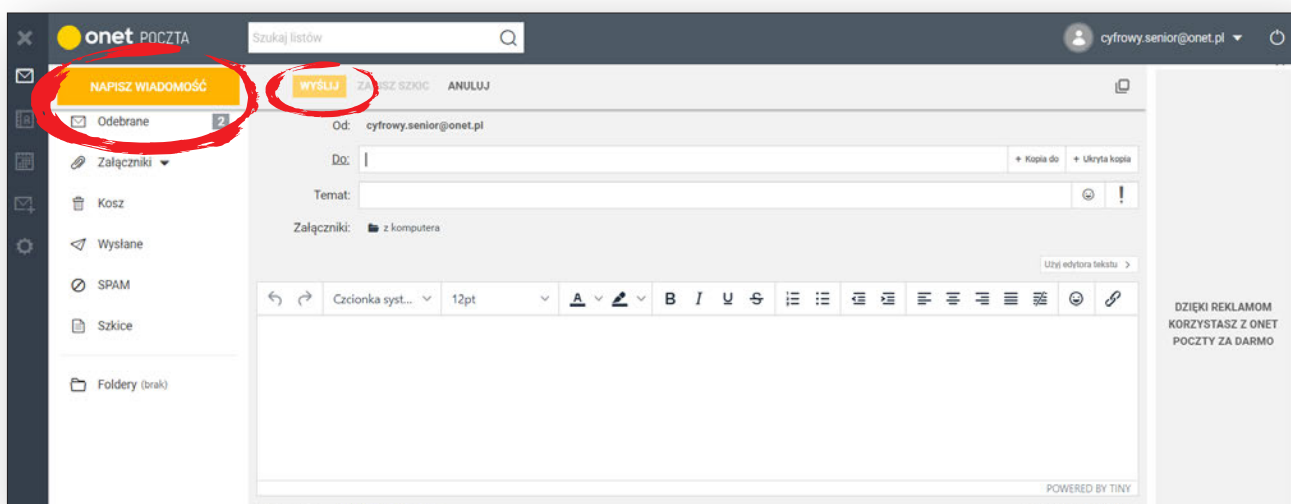 onet POCZTA
Szukaj listów
cyfrowy.senior@onet.pl
NAPISZ WIADOMOŚĆ
WYŚLIJ ZAPISZ SZKIC ANULUJ
Odebrane 2
Załączniki
Kosz
Wysłane
SPAM
Szkice
Foldery (brak)
Od: cyfrowy.senior@onet.pl
Do: + Kopia do + Ukryta kopia
Temat:
Załączniki: z komputera
Użyj edytora tekstu >
Czcionka syst... 12pt A B I U S
POWERED BY TINY
DZIĘKI REKLAMOM
KORZYSTASZ Z ONET
POCZTY ZA DARMO